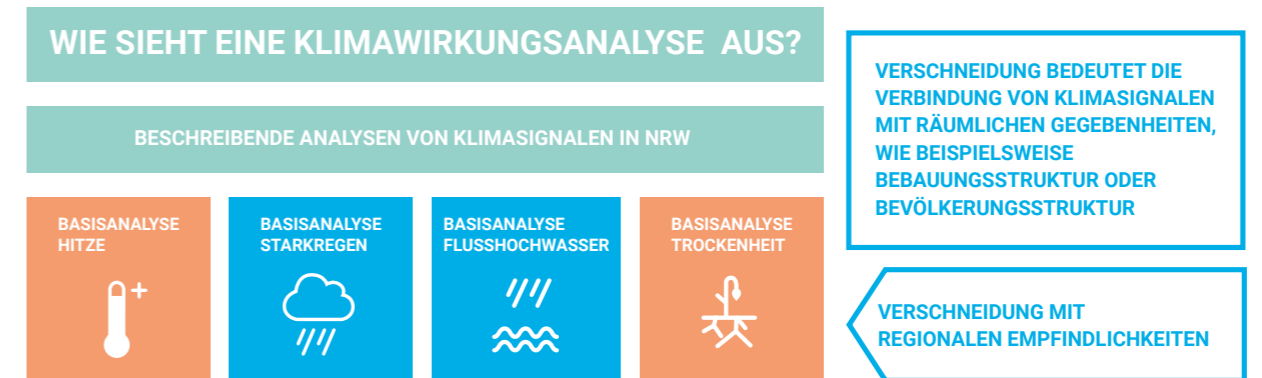 WIE SIEHT EINE KLIMAWIRKUNGSANALYSE AUS?
BESCHREIBENDE ANALYSEN VON KLIMASIGNALEN IN NRW
BASISANALYSE
HITZE
BASISANALYSE
STARKREGEN
BASISANALYSE
FLUSSHOCHWASSER
BASISANALYSE
TROCKENHEIT
VERSCHNEIDUNG BEDEUTET DIE
VERBINDUNG VON KLIMASIGNALEN
MIT RÄUMLICHEN GEGEBENHEITEN,
WIE BEISPIELSWEISE
BEBAUUNGSSTRUKTUR ODER
BEVÖLKERUNGSSTRUKTUR
VERSCHNEIDUNG MIT
REGIONALEN EMPFINDLICHKEITEN